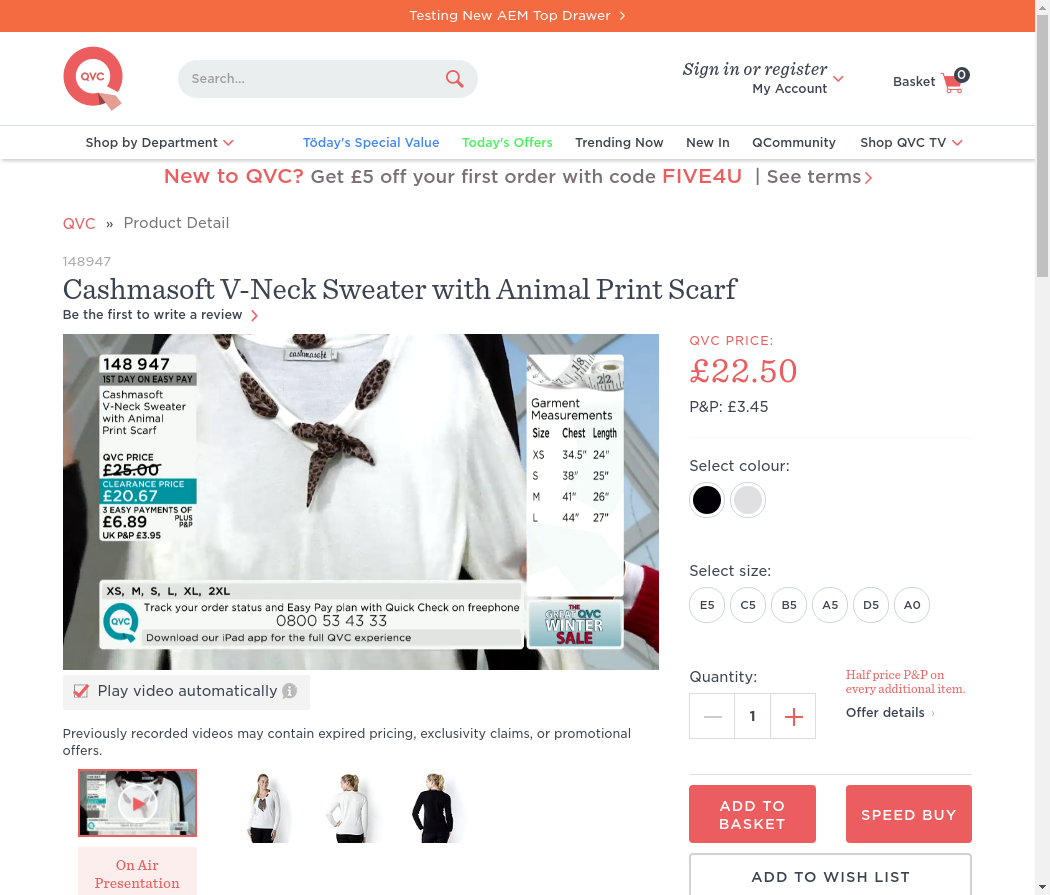 Testing New AEM Top Drawer
QVC
Search...
Sign in or register
My Account
Basket
0
Shop by Department
Töday's Special Value
Today's Offers
Trending Now
New In
QCommunity
Shop QVC TV
New to QVC? Get £5 off your first order with code FIVE4U | See terms
QVC » Product Detail
148947
Cashmasoft V-Neck Sweater with Animal Print Scarf
Be the first to write a review
148 947
1ST DAY ON EASY PAY
Cashmasoft
V-Neck Sweater
with Animal
Print Scarf
QVC PRICE
£25.00
CLEARANCE PRICE
£20.67
3 EASY PAYMENTS OF
£6.89 PLUS P&P
UK P&P £3.95
cashmasoft
Garment
Measurements
Size Chest Length
XS 34.5" 24"
S 38" 25"
M 41" 26"
L 44" 27"
XS, M, S, L, XL, 2XL
QVC
Track your order status and Easy Pay plan with Quick Check on freephone
0800 53 43 33
Download our iPad app for the full QVC experience
THE
GREAT QVC
WINTER
SALE
Play video automatically
Previously recorded videos may contain expired pricing, exclusivity claims, or promotional
offers.
On Air
Presentation
QVC PRICE:
£22.50
P&P: £3.45
Select colour:
Select size:
E5 C5 B5 A5 D5 A0
Quantity:
1
Half price P&P on
every additional item.
Offer details
ADD TO
BASKET
SPEED BUY
ADD TO WISH LIST